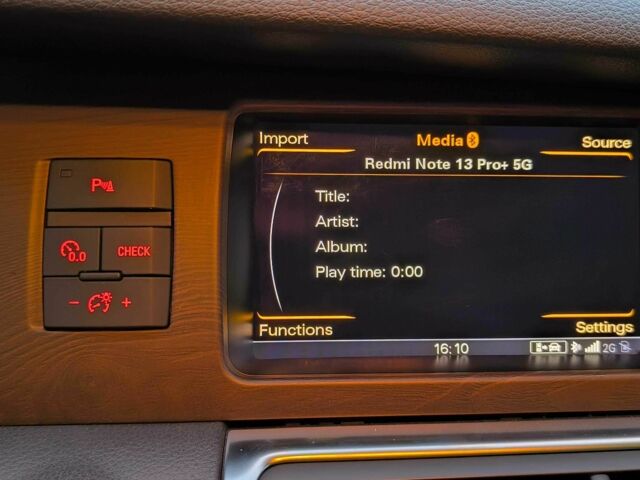 Import Media Source
Redmi Note 13 Pro+ 5G
Title:
Artist:
Album:
Play time: 0:00
Functions Settings
16:10 2G
P
0.0 CHECK
- +